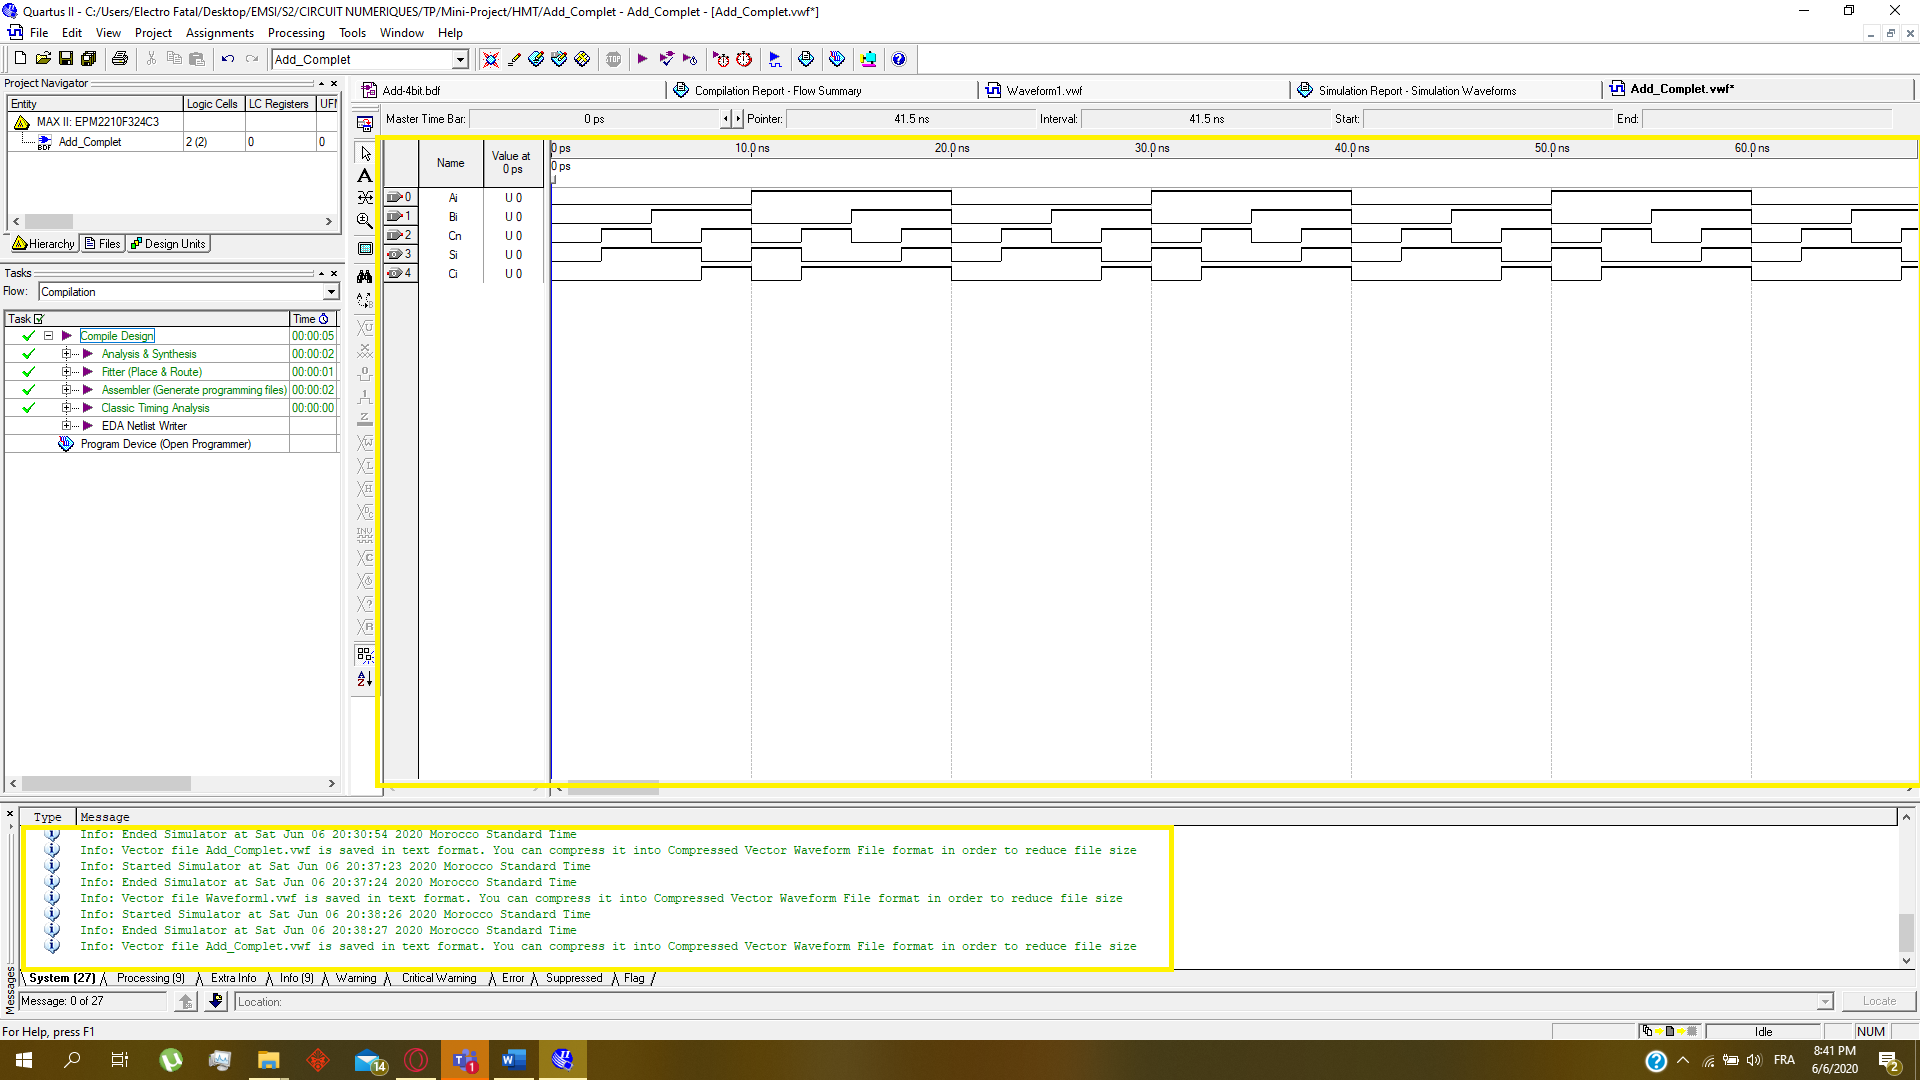 Quartus II - C:/Users/Electro Fatal/Desktop/EMSI/S2/CIRCUIT NUMERIQUES/TP/Mini-Project/HMT/Add_Complet - Add_Complet - [Add_Complet.vwf*]
File Edit View Project Assignments Processing Tools Window Help
Add_Complet
Project Navigator
Entity Logic Cells LC Registers UFM
MAX II: EPM2210F324C3
Add_Complet 2 (2) 0 0
Hierarchy Files Design Units
Tasks
Flow: Compilation
Task Time
Compile Design 00:00:05
Analysis & Synthesis 00:00:02
Fitter (Place & Route) 00:00:01
Assembler (Generate programming files) 00:00:02
Classic Timing Analysis 00:00:00
EDA Netlist Writer
Program Device (Open Programmer)
Add-4bit.bdf Compilation Report - Flow Summary Waveform1.vwf Simulation Report - Simulation Waveforms Add_Complet.vwf*
Master Time Bar: 0 ps Pointer: 41.5 ns Interval: 41.5 ns Start: End:
Name Value at 0 ps
0 ps 10.0 ns 20.0 ns 30.0 ns 40.0 ns 50.0 ns 60.0 ns
0 ps
0 Ai U 0
1 Bi U 0
2 Cn U 0
3 Si U 0
4 Ci U 0
Type Message
Info: Ended Simulator at Sat Jun 06 20:30:54 2020 Morocco Standard Time
Info: Vector file Add_Complet.vwf is saved in text format. You can compress it into Compressed Vector Waveform File format in order to reduce file size
Info: Started Simulator at Sat Jun 06 20:37:23 2020 Morocco Standard Time
Info: Ended Simulator at Sat Jun 06 20:37:24 2020 Morocco Standard Time
Info: Vector file Waveform1.vwf is saved in text format. You can compress it into Compressed Vector Waveform File format in order to reduce file size
Info: Started Simulator at Sat Jun 06 20:38:26 2020 Morocco Standard Time
Info: Ended Simulator at Sat Jun 06 20:38:27 2020 Morocco Standard Time
Info: Vector file Add_Complet.vwf is saved in text format. You can compress it into Compressed Vector Waveform File format in order to reduce file size
System (27) Processing (9) Extra Info Info (9) Warning Critical Warning Error Suppressed Flag
Messages
Message: 0 of 27 Location: Locate
For Help, press F1 Idle NUM
14 1 FRA 8:41 PM
6/6/2020 2